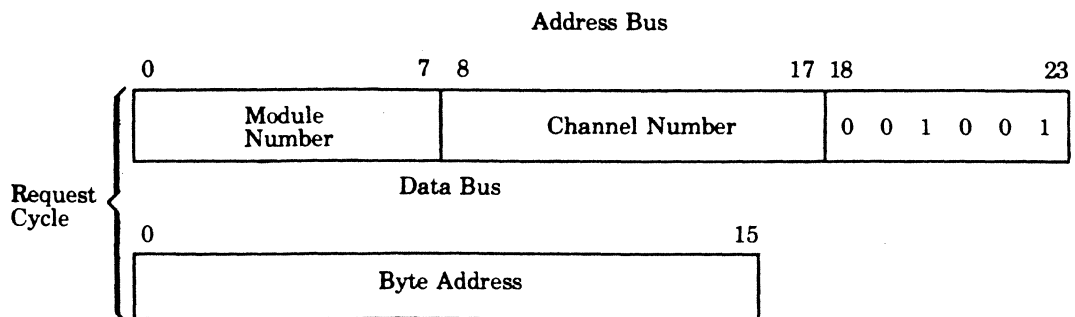 Address Bus
0 7 8 17 18 23
Module
Number
Channel Number
0 0 1 0 0 1
Request
Cycle
Data Bus
0 15
Byte Address